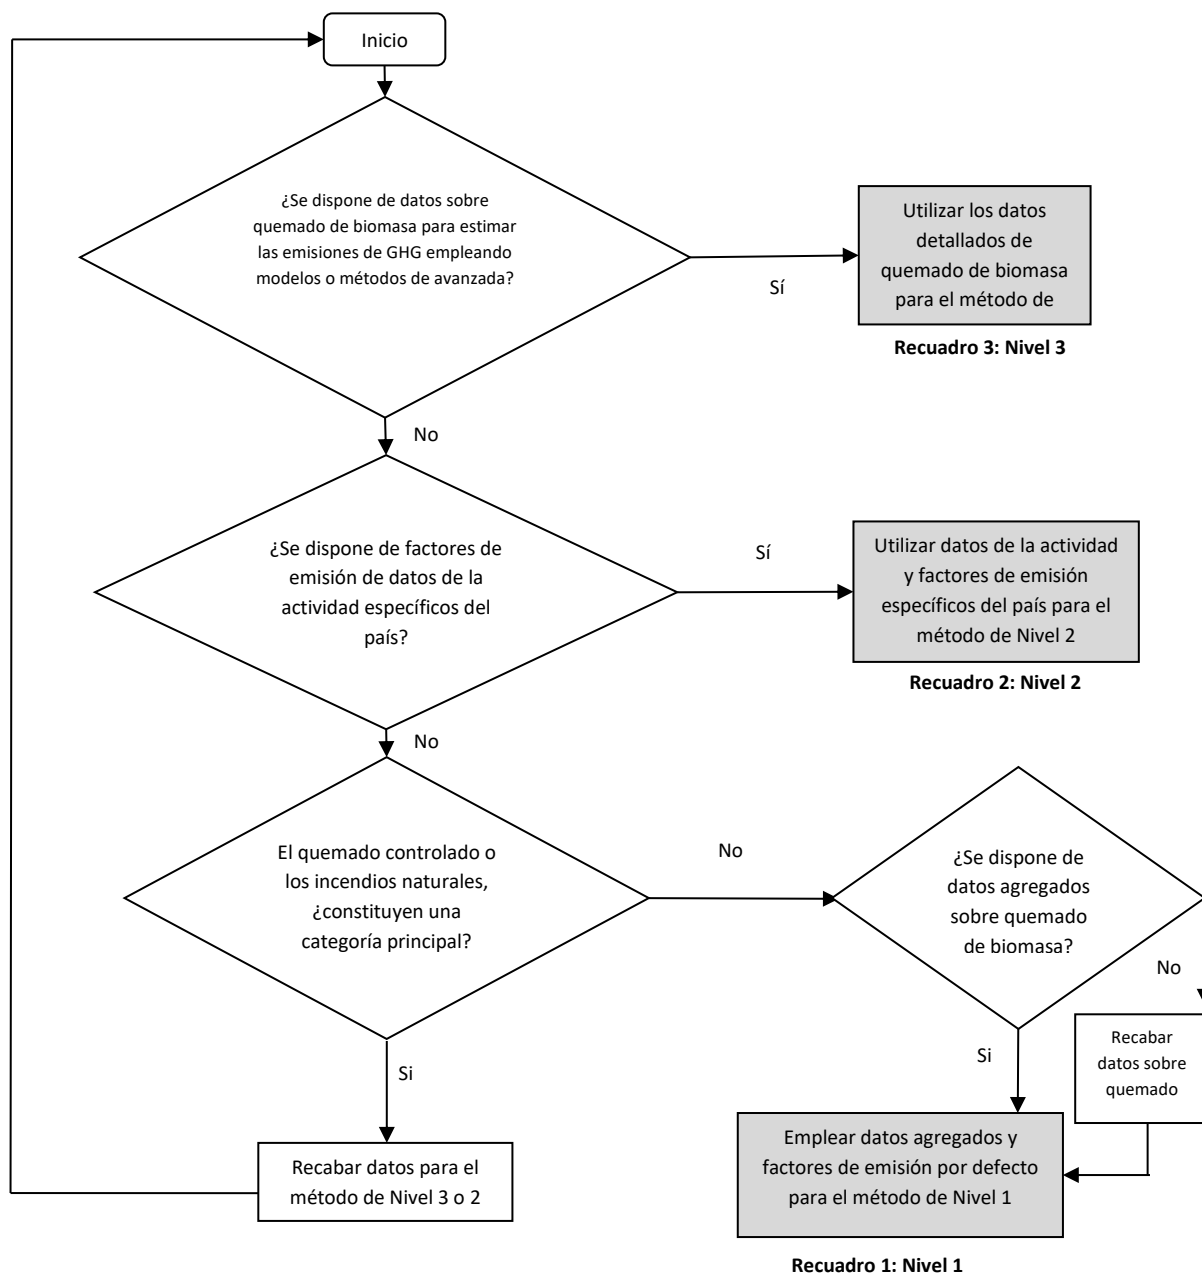 Inicio
¿Se dispone de datos sobre
quemado de biomasa para estimar
las emisiones de GHG empleando
modelos o métodos de avanzada?
Sí
Utilizar los datos
detallados de
quemado de biomasa
para el método de
Recuadro 3: Nivel 3
No
¿Se dispone de factores de
emisión de datos de la
actividad específicos del
país?
Sí
Utilizar datos de la actividad
y factores de emisión
específicos del país para el
método de Nivel 2
Recuadro 2: Nivel 2
No
El quemado controlado o
los incendios naturales,
¿constituyen una
categoría principal?
No
¿Se dispone de
datos agregados
sobre quemado
de biomasa?
No
Recabar
datos sobre
quemado
Si
Si
Recabar datos para el
método de Nivel 3 o 2
Emplear datos agregados y
factores de emisión por defecto
para el método de Nivel 1
Recuadro 1: Nivel 1